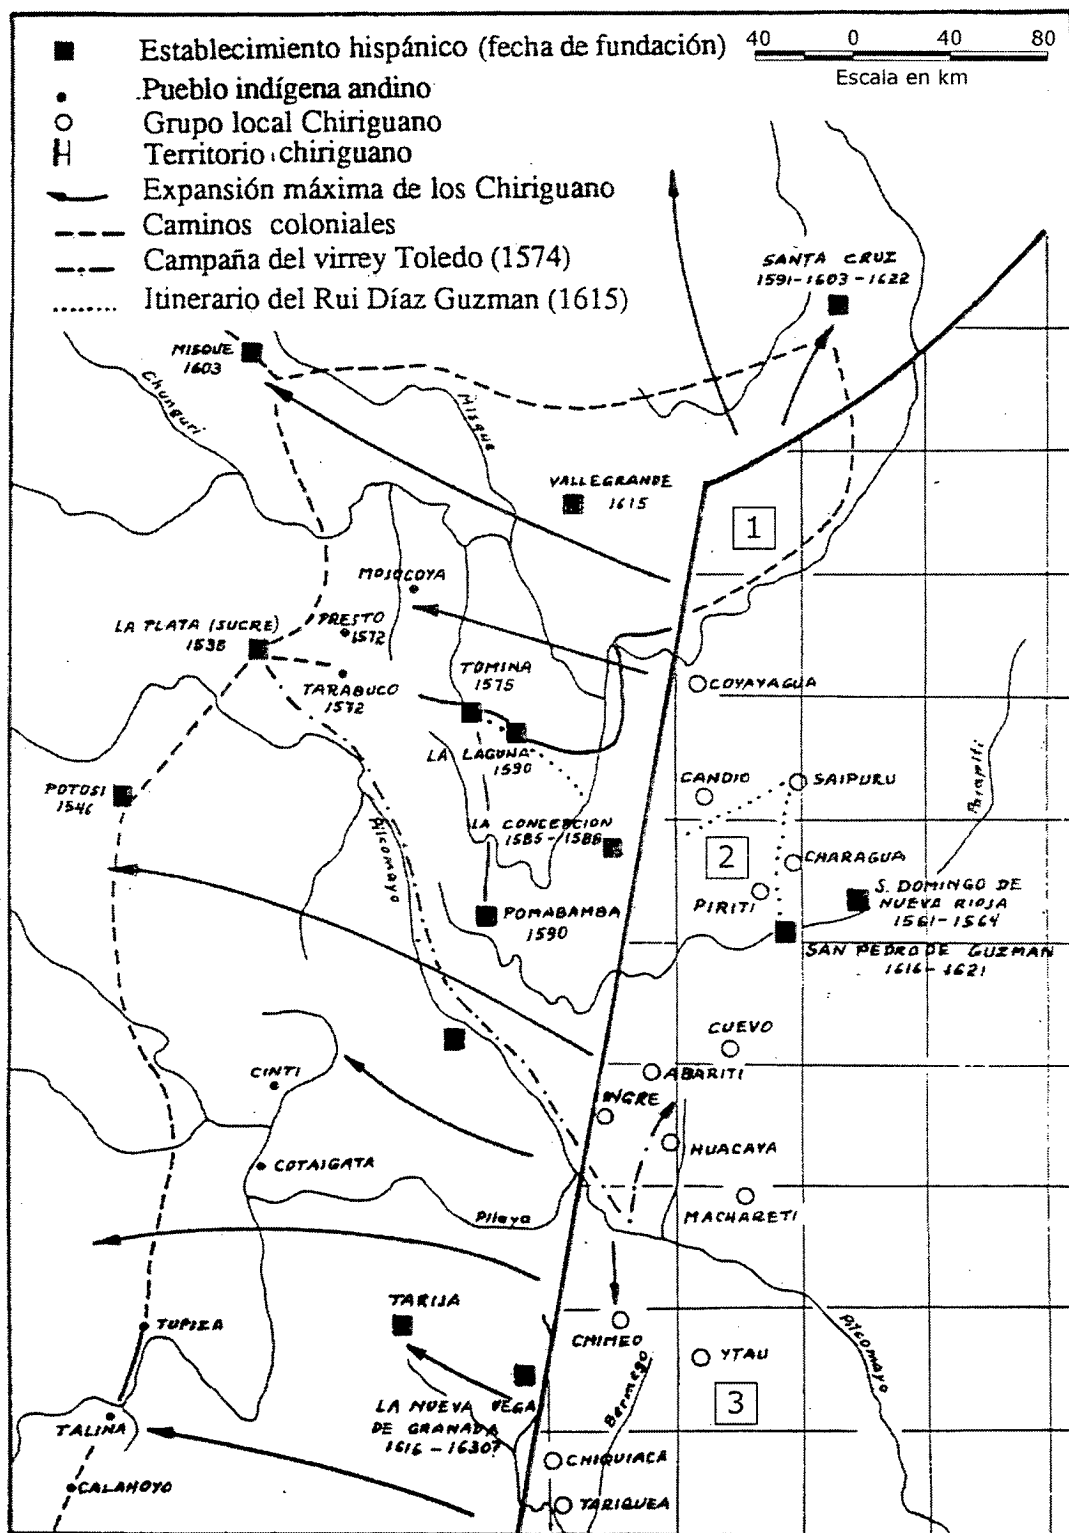 Establecimiento hispánico (fecha de fundación)
Pueblo indígena andino
Grupo local Chiriguano
Territorio chiriguano
Expansión máxima de los Chiriguano
Caminos coloniales
Campaña del virrey Toledo (1574)
Itinerario del Rui Díaz Guzman (1615)
40 0 40 80
Escala en km
SANTA CRUZ
1591-1603-1622
MISQUE
1603
Chunguri
Misque
VALLEGRANDE
1615
1
MOJOCOYA
LA PLATA (SUCRE)
1538
PRESTO
1572
TARABUCO
1572
TOMINA
1575
COYAYAGUA
LA LAGUNA
1590
CANDIO
SAIPURU
Parapiti
POTOSI
1546
LA CONCEPCION
1585-1588
2
CHARAGUA
Pilcomayo
PIRITI
S. DOMINGO DE
NUEVA RIOJA
1561-1564
POMABAMBA
1590
SAN PEDRO DE GUZMAN
1616-1621
CUEVO
CINTI
ABARITI
INGRE
HUACAYA
COTAIGATA
MACHARETI
Pilaya
TARIJA
TUPIZA
CHIMEO
YTAU
Pilcomayo
Bermejo
3
LA NUEVA VEGA
DE GRANADA
1616-1630?
TALINA
CHIQUIACA
CALAHOYO
TARIQUEA